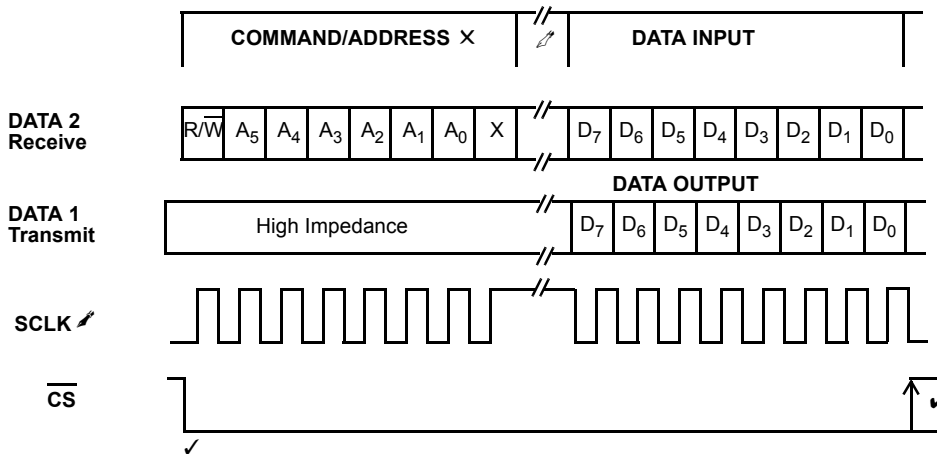 COMMAND/ADDRESS ✕ DATA INPUT
DATA 2
Receive
R/W̅ A₅ A₄ A₃ A₂ A₁ A₀ X D₇ D₆ D₅ D₄ D₃ D₂ D₁ D₀
DATA OUTPUT
DATA 1
Transmit
High Impedance D₇ D₆ D₅ D₄ D₃ D₂ D₁ D₀
SCLK
C̅S̅